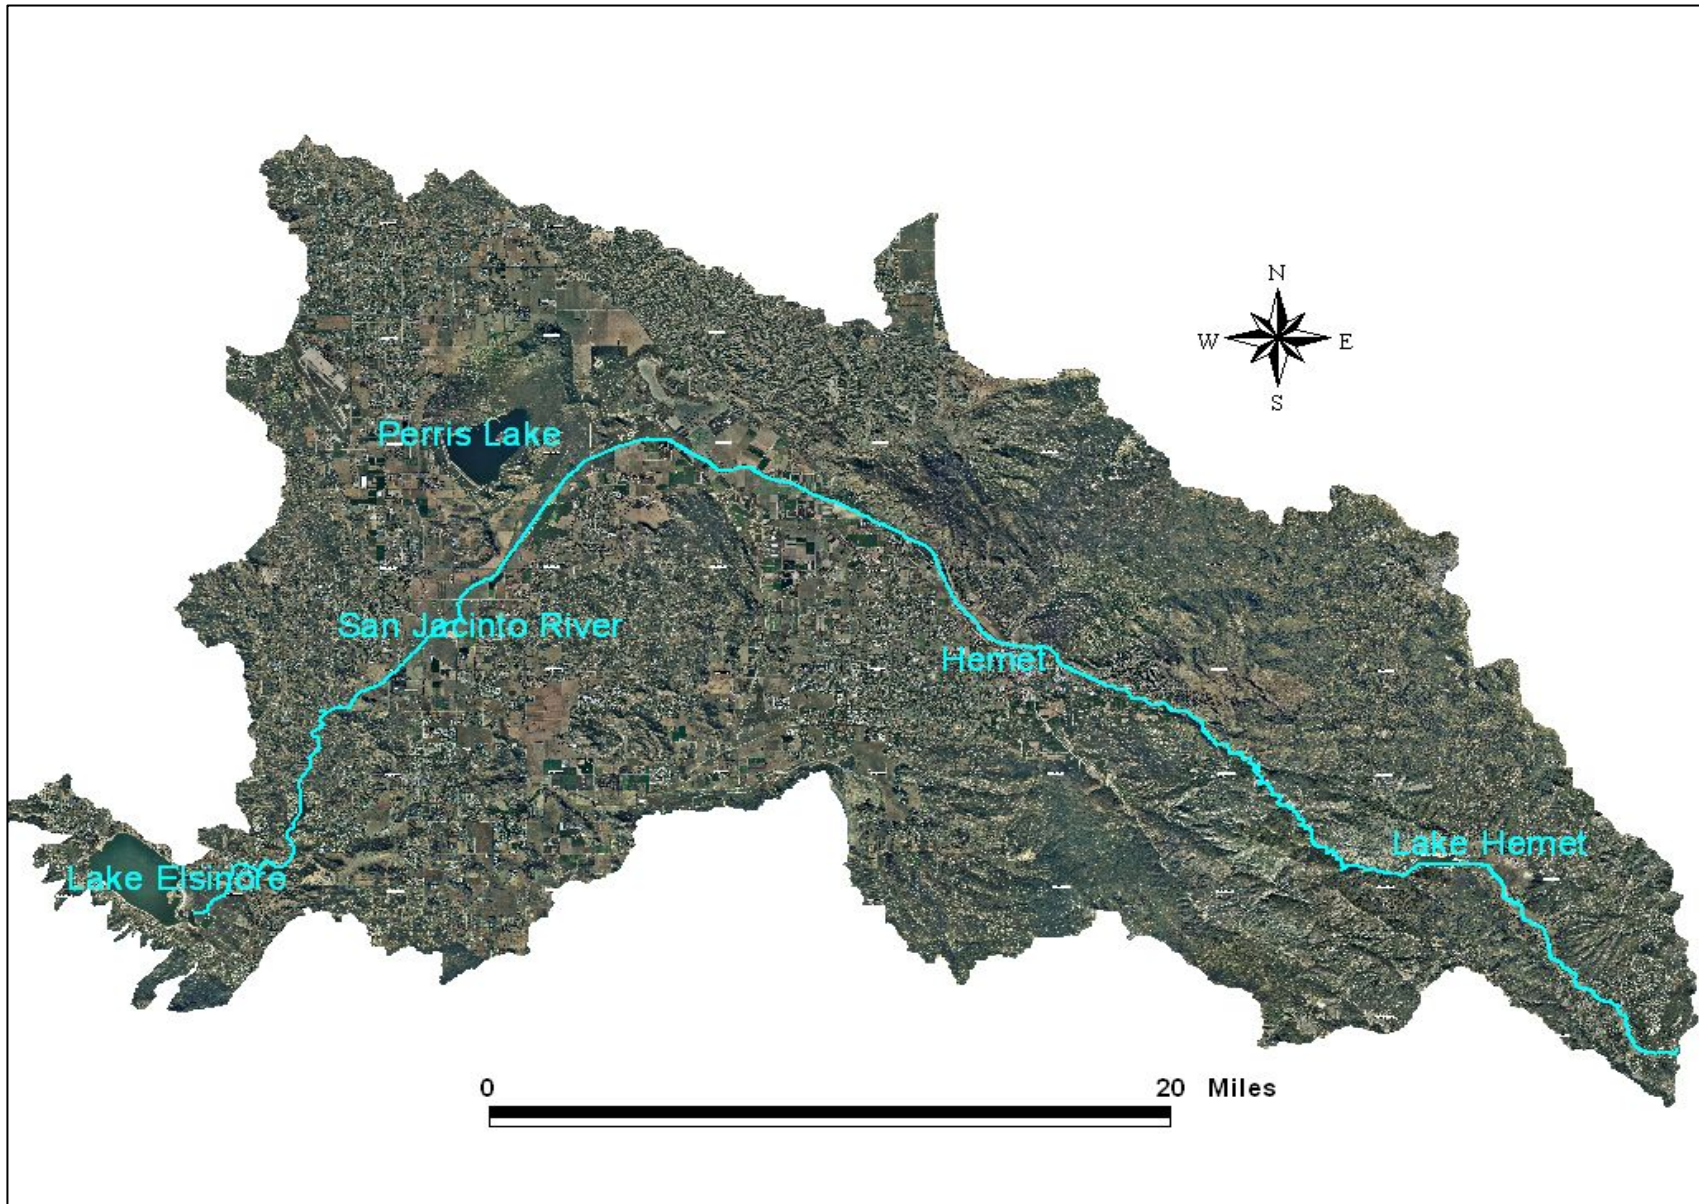 N
W E
S
Perris Lake
San Jacinto River
Hemet
Lake Hemet
Lake Elsinore
0 20 Miles